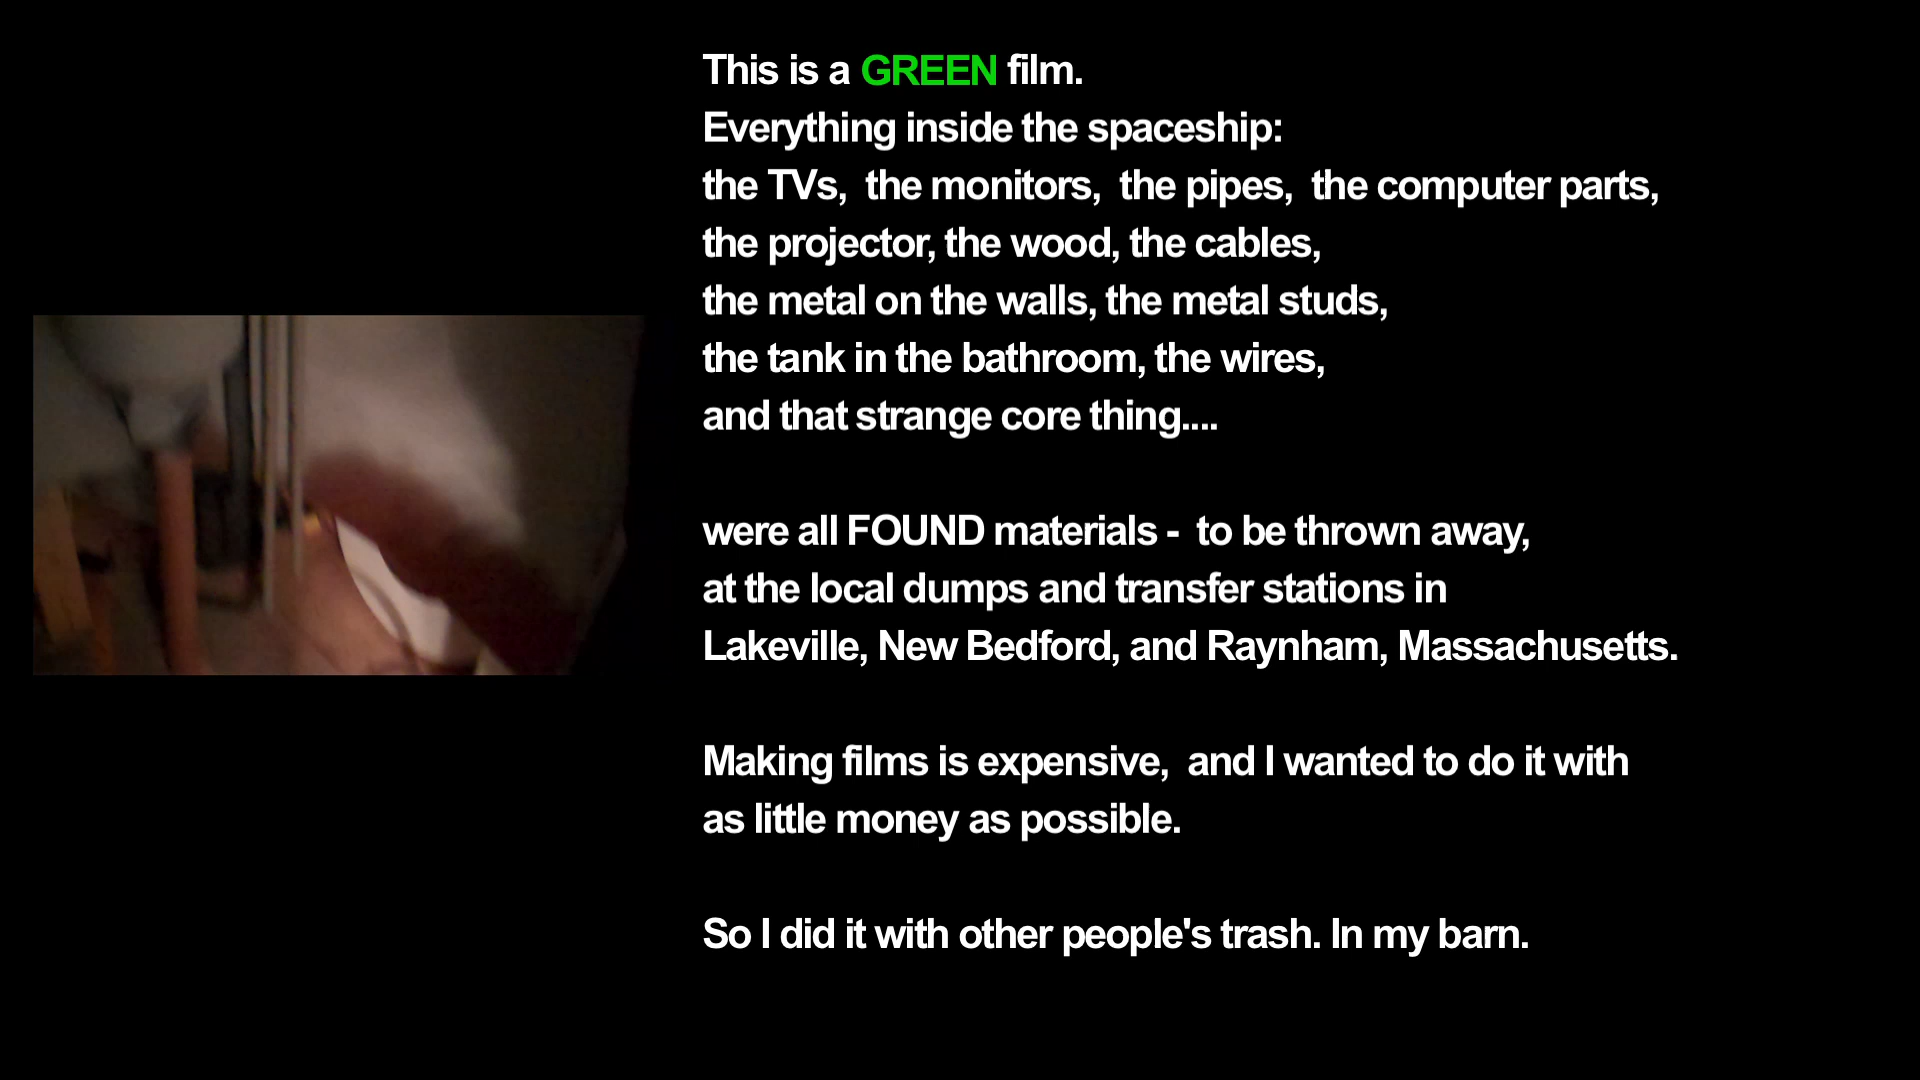 This is a GREEN film.
Everything inside the spaceship:
the TVs,  the monitors,  the pipes,  the computer parts,
the projector, the wood, the cables,
the metal on the walls, the metal studs,
the tank in the bathroom, the wires,
and that strange core thing....
were all FOUND materials -  to be thrown away,
at the local dumps and transfer stations in
Lakeville, New Bedford, and Raynham, Massachusetts.
Making films is expensive,  and I wanted to do it with
as little money as possible.
So I did it with other people's trash. In my barn.